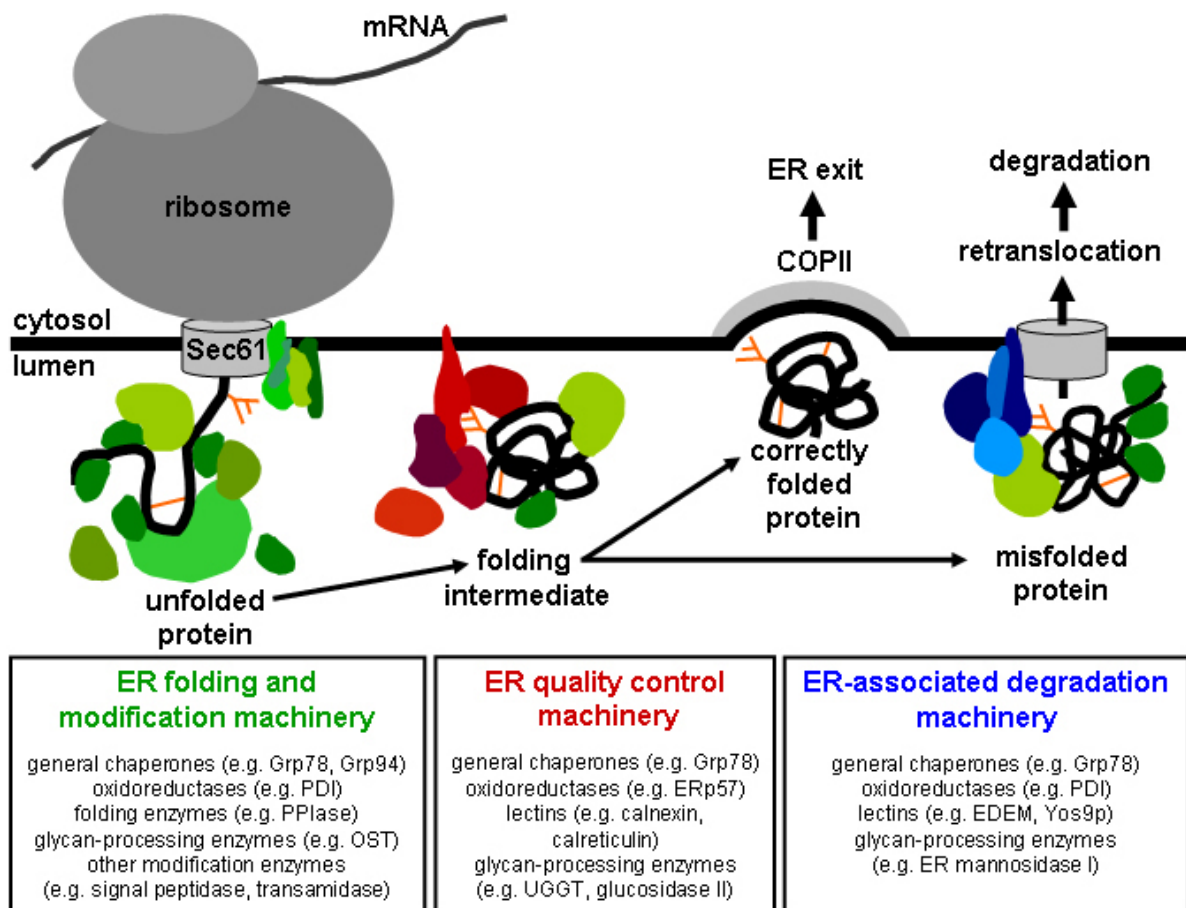 mRNA
ribosome
ER exit
COPII
degradation
retranslocation
cytosol
lumen
Sec61
correctly
folded
protein
folding
intermediate
misfolded
protein
unfolded
protein
ER folding and
modification machinery
general chaperones (e.g. Grp78, Grp94)
oxidoreductases (e.g. PDI)
folding enzymes (e.g. PPIase)
glycan-processing enzymes (e.g. OST)
other modification enzymes
(e.g. signal peptidase, transamidase)
ER quality control
machinery
general chaperones (e.g. Grp78)
oxidoreductases (e.g. ERp57)
lectins (e.g. calnexin,
calreticulin)
glycan-processing enzymes
(e.g. UGGT, glucosidase II)
ER-associated degradation
machinery
general chaperones (e.g. Grp78)
oxidoreductases (e.g. PDI)
lectins (e.g. EDEM, Yos9p)
glycan-processing enzymes
(e.g. ER mannosidase I)